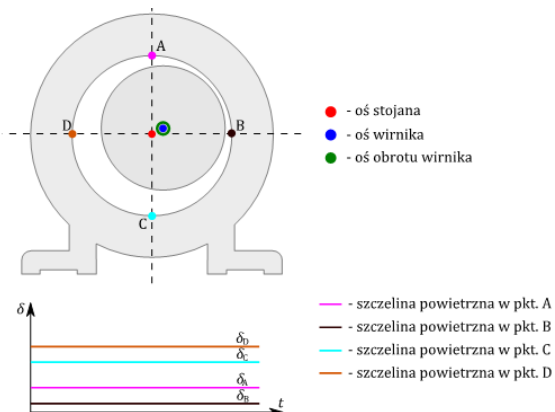 A
D
B
C
- oś stojana
- oś wirnika
- oś obrotu wirnika
δ
δD
δC
δA
δB
t
- szczelina powietrzna w pkt. A
- szczelina powietrzna w pkt. B
- szczelina powietrzna w pkt. C
- szczelina powietrzna w pkt. D